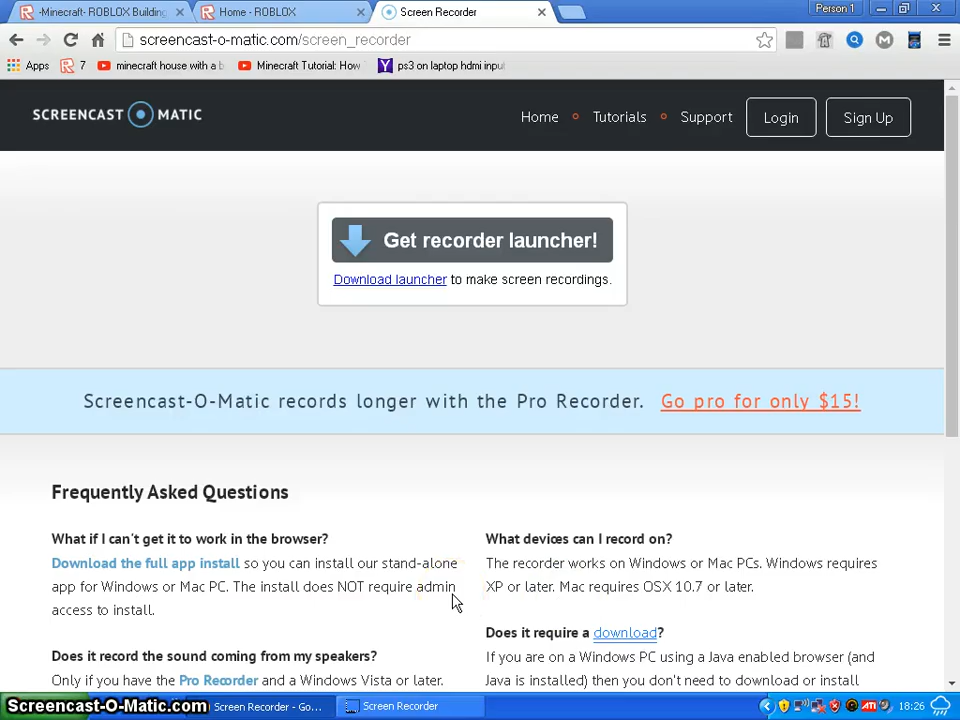 -Minecraft- ROBLOX Building
Home - ROBLOX
Screen Recorder
Person 1
screencast-o-matic.com/screen_recorder
Apps
7
minecraft house with a b
Minecraft Tutorial: How
ps3 on laptop hdmi input
SCREENCAST MATIC
Home
Tutorials
Support
Login
Sign Up
Get recorder launcher!
Download launcher to make screen recordings.
Screencast-O-Matic records longer with the Pro Recorder. Go pro for only $15!
Frequently Asked Questions
What if I can't get it to work in the browser?
Download the full app install so you can install our stand-alone
app for Windows or Mac PC. The install does NOT require admin
access to install.
Does it record the sound coming from my speakers?
Only if you have the Pro Recorder and a Windows Vista or later.
What devices can I record on?
The recorder works on Windows or Mac PCs. Windows requires
XP or later. Mac requires OSX 10.7 or later.
Does it require a download?
If you are on a Windows PC using a Java enabled browser (and
Java is installed) then you don't need to download or install
Screencast-O-Matic.com
Screen Recorder - Go...
Screen Recorder
ATI
18:26